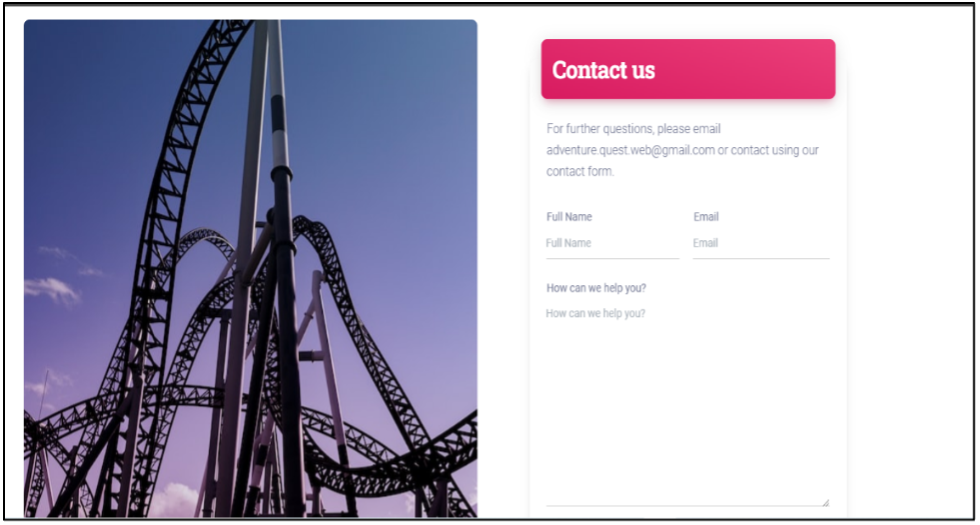 Contact us
For further questions, please email
adventure.quest.web@gmail.com or contact using our
contact form.
Full Name Email
Full Name Email
How can we help you?
How can we help you?